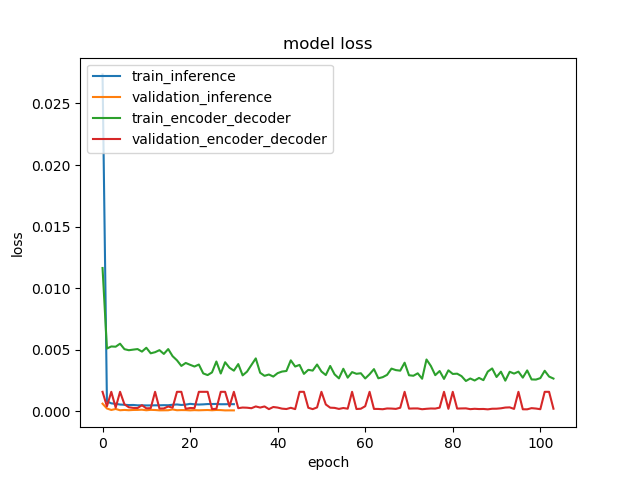 model loss
train_inference
validation_inference
train_encoder_decoder
validation_encoder_decoder
loss
0.025
0.020
0.015
0.010
0.005
0.000
0 20 40 60 80 100
epoch